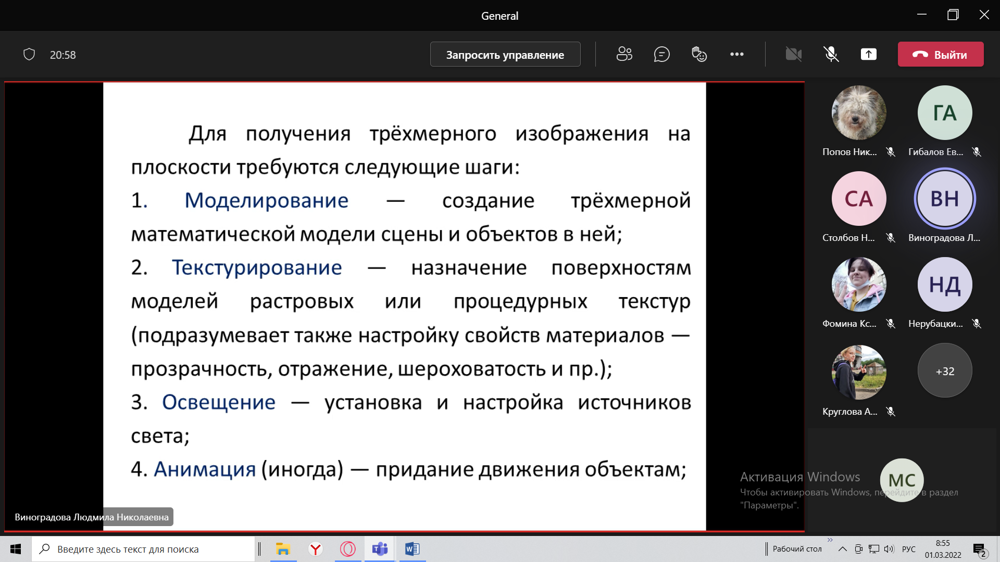 General
20:58
Запросить управление
Выйти
Для получения трёхмерного изображения на
плоскости требуются следующие шаги:
1. Моделирование — создание трёхмерной
математической модели сцены и объектов в ней;
2. Текстурирование — назначение поверхностям
моделей растровых или процедурных текстур
(подразумевает также настройку свойств материалов —
прозрачность, отражение, шероховатость и пр.);
3. Освещение — установка и настройка источников
света;
4. Анимация (иногда) — придание движения объектам;
Виноградова Людмила Николаевна
ГА
Попов Ник...
Гибалов Ев...
СА
ВН
Столбов Н...
Виноградова Л...
НД
Фомина Кс...
Нерубацки...
+32
Круглова А...
МС
Активация Windows
Чтобы активировать Windows, перейдите в раздел
"Параметры".
Введите здесь текст для поиска
Рабочий стол
РУС
8:55
01.03.2022
2